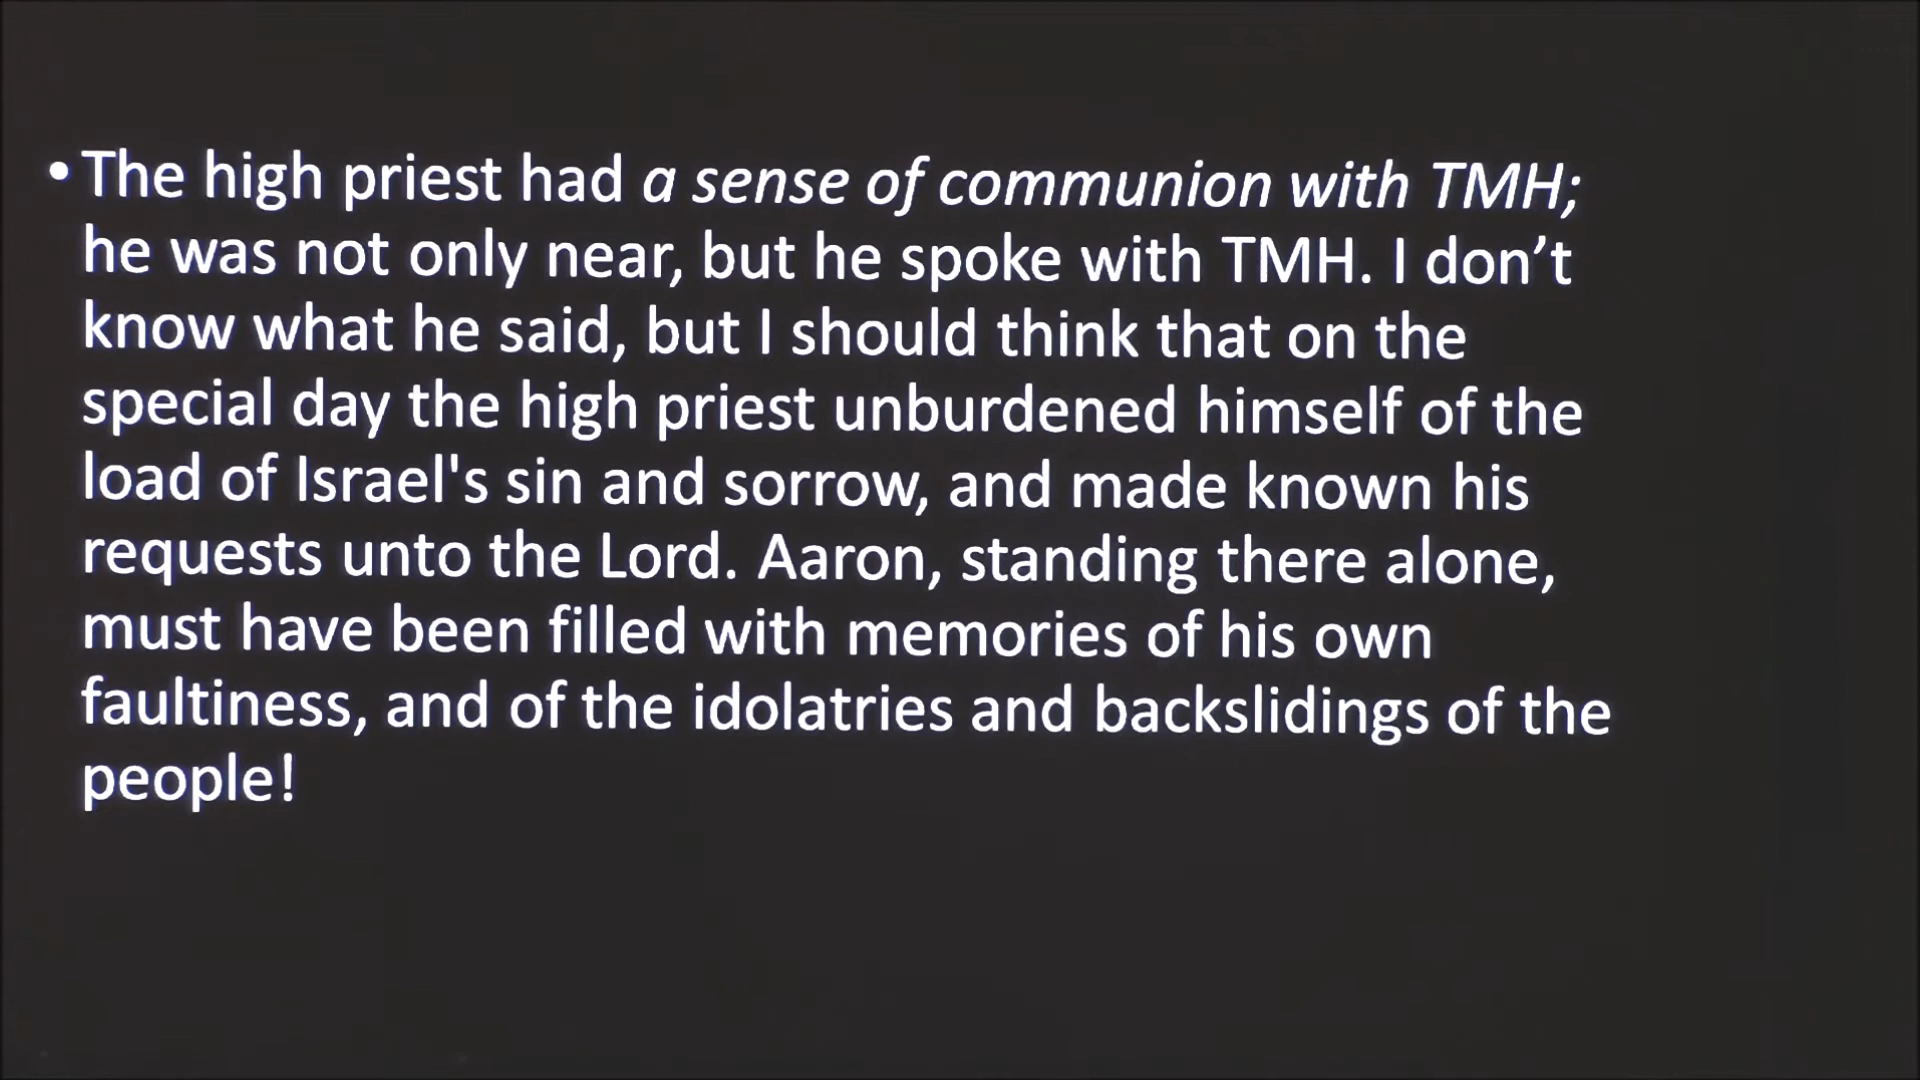 • The high priest had a sense of communion with TMH;
he was not only near, but he spoke with TMH. I don’t
know what he said, but I should think that on the
special day the high priest unburdened himself of the
load of Israel's sin and sorrow, and made known his
requests unto the Lord. Aaron, standing there alone,
must have been filled with memories of his own
faultiness, and of the idolatries and backslidings of the
people!